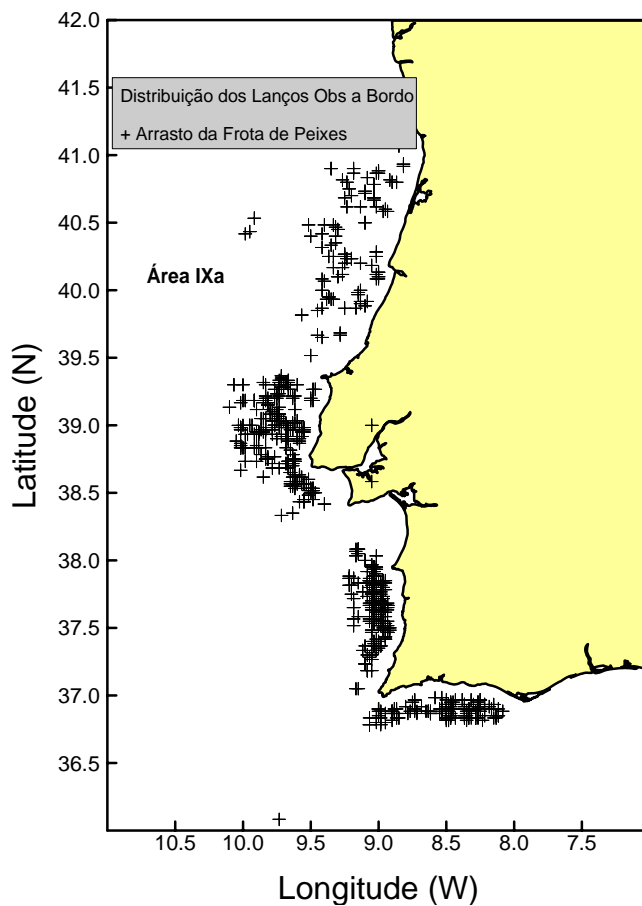 42.0
41.5
Distribuição dos Lanços Obs a Bordo
+ Arrasto da Frota de Peixes
41.0
40.5
Área IXa
40.0
39.5
39.0
38.5
38.0
37.5
37.0
36.5
Latitude (N)
10.5 10.0 9.5 9.0 8.5 8.0 7.5
Longitude (W)